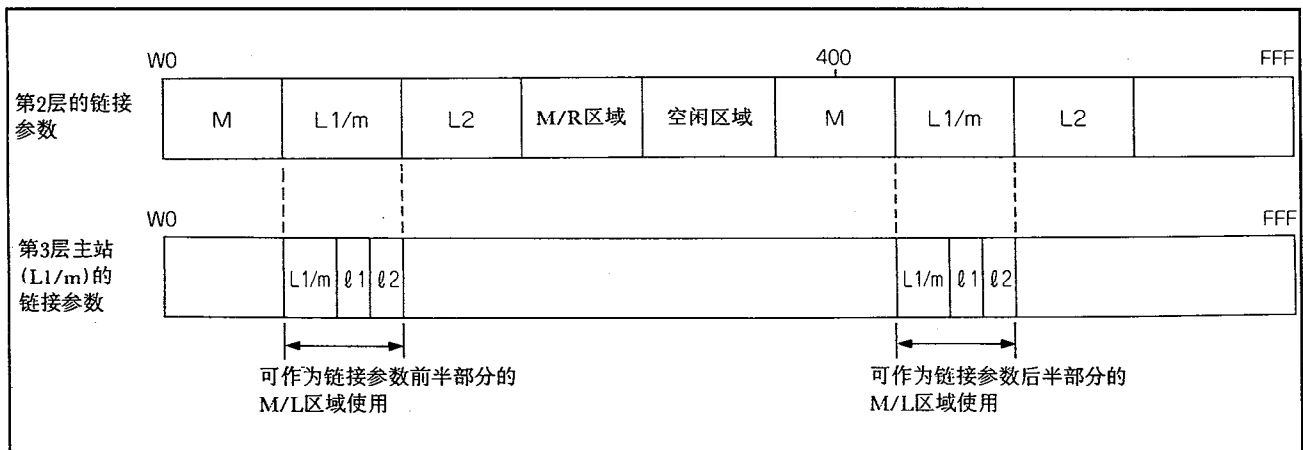 400
W0
FFF
第2层的链接
参数
M
L1/m
L2
M/R区域
空闲区域
M
L1/m
L2
W0
FFF
第3层主站
(L1/m)的
链接参数
L1/m
ℓ1
ℓ2
L1/m
ℓ1
ℓ2
可作为链接参数前半部分的
M/L区域使用
可作为链接参数后半部分的
M/L区域使用